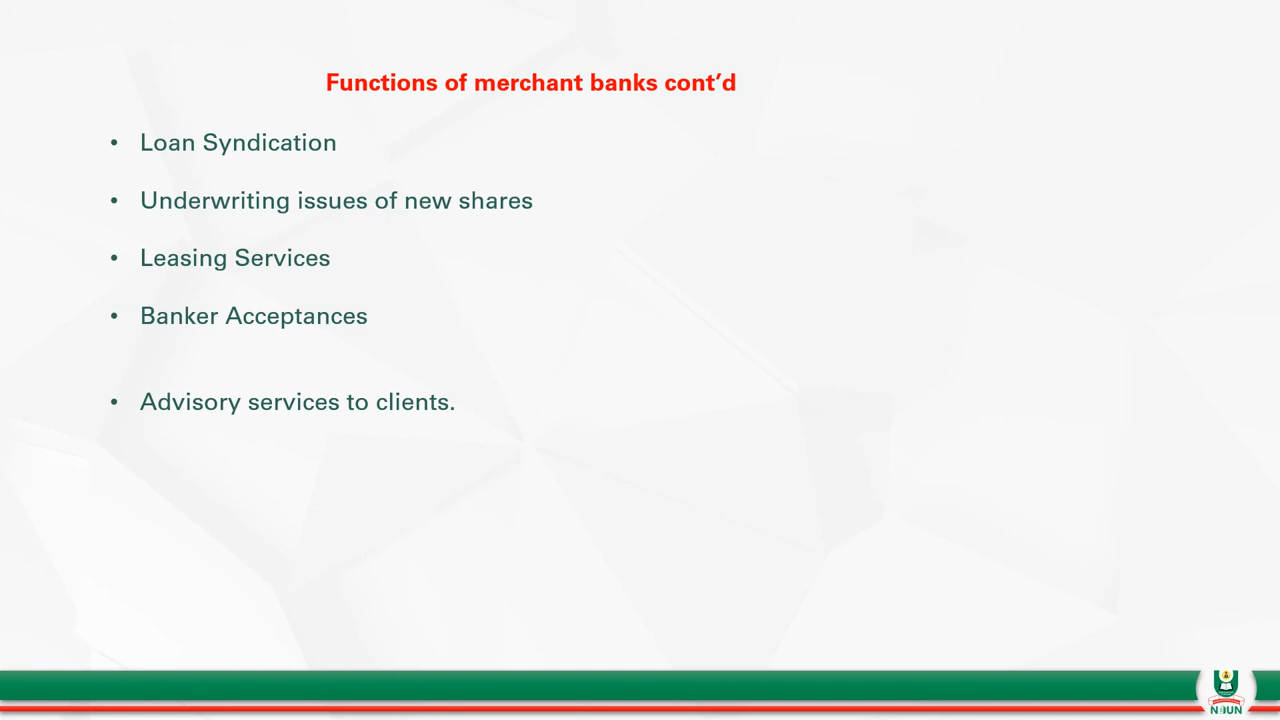 Functions of merchant banks cont’d
• Loan Syndication
• Underwriting issues of new shares
• Leasing Services
• Banker Acceptances
• Advisory services to clients.
NOUN